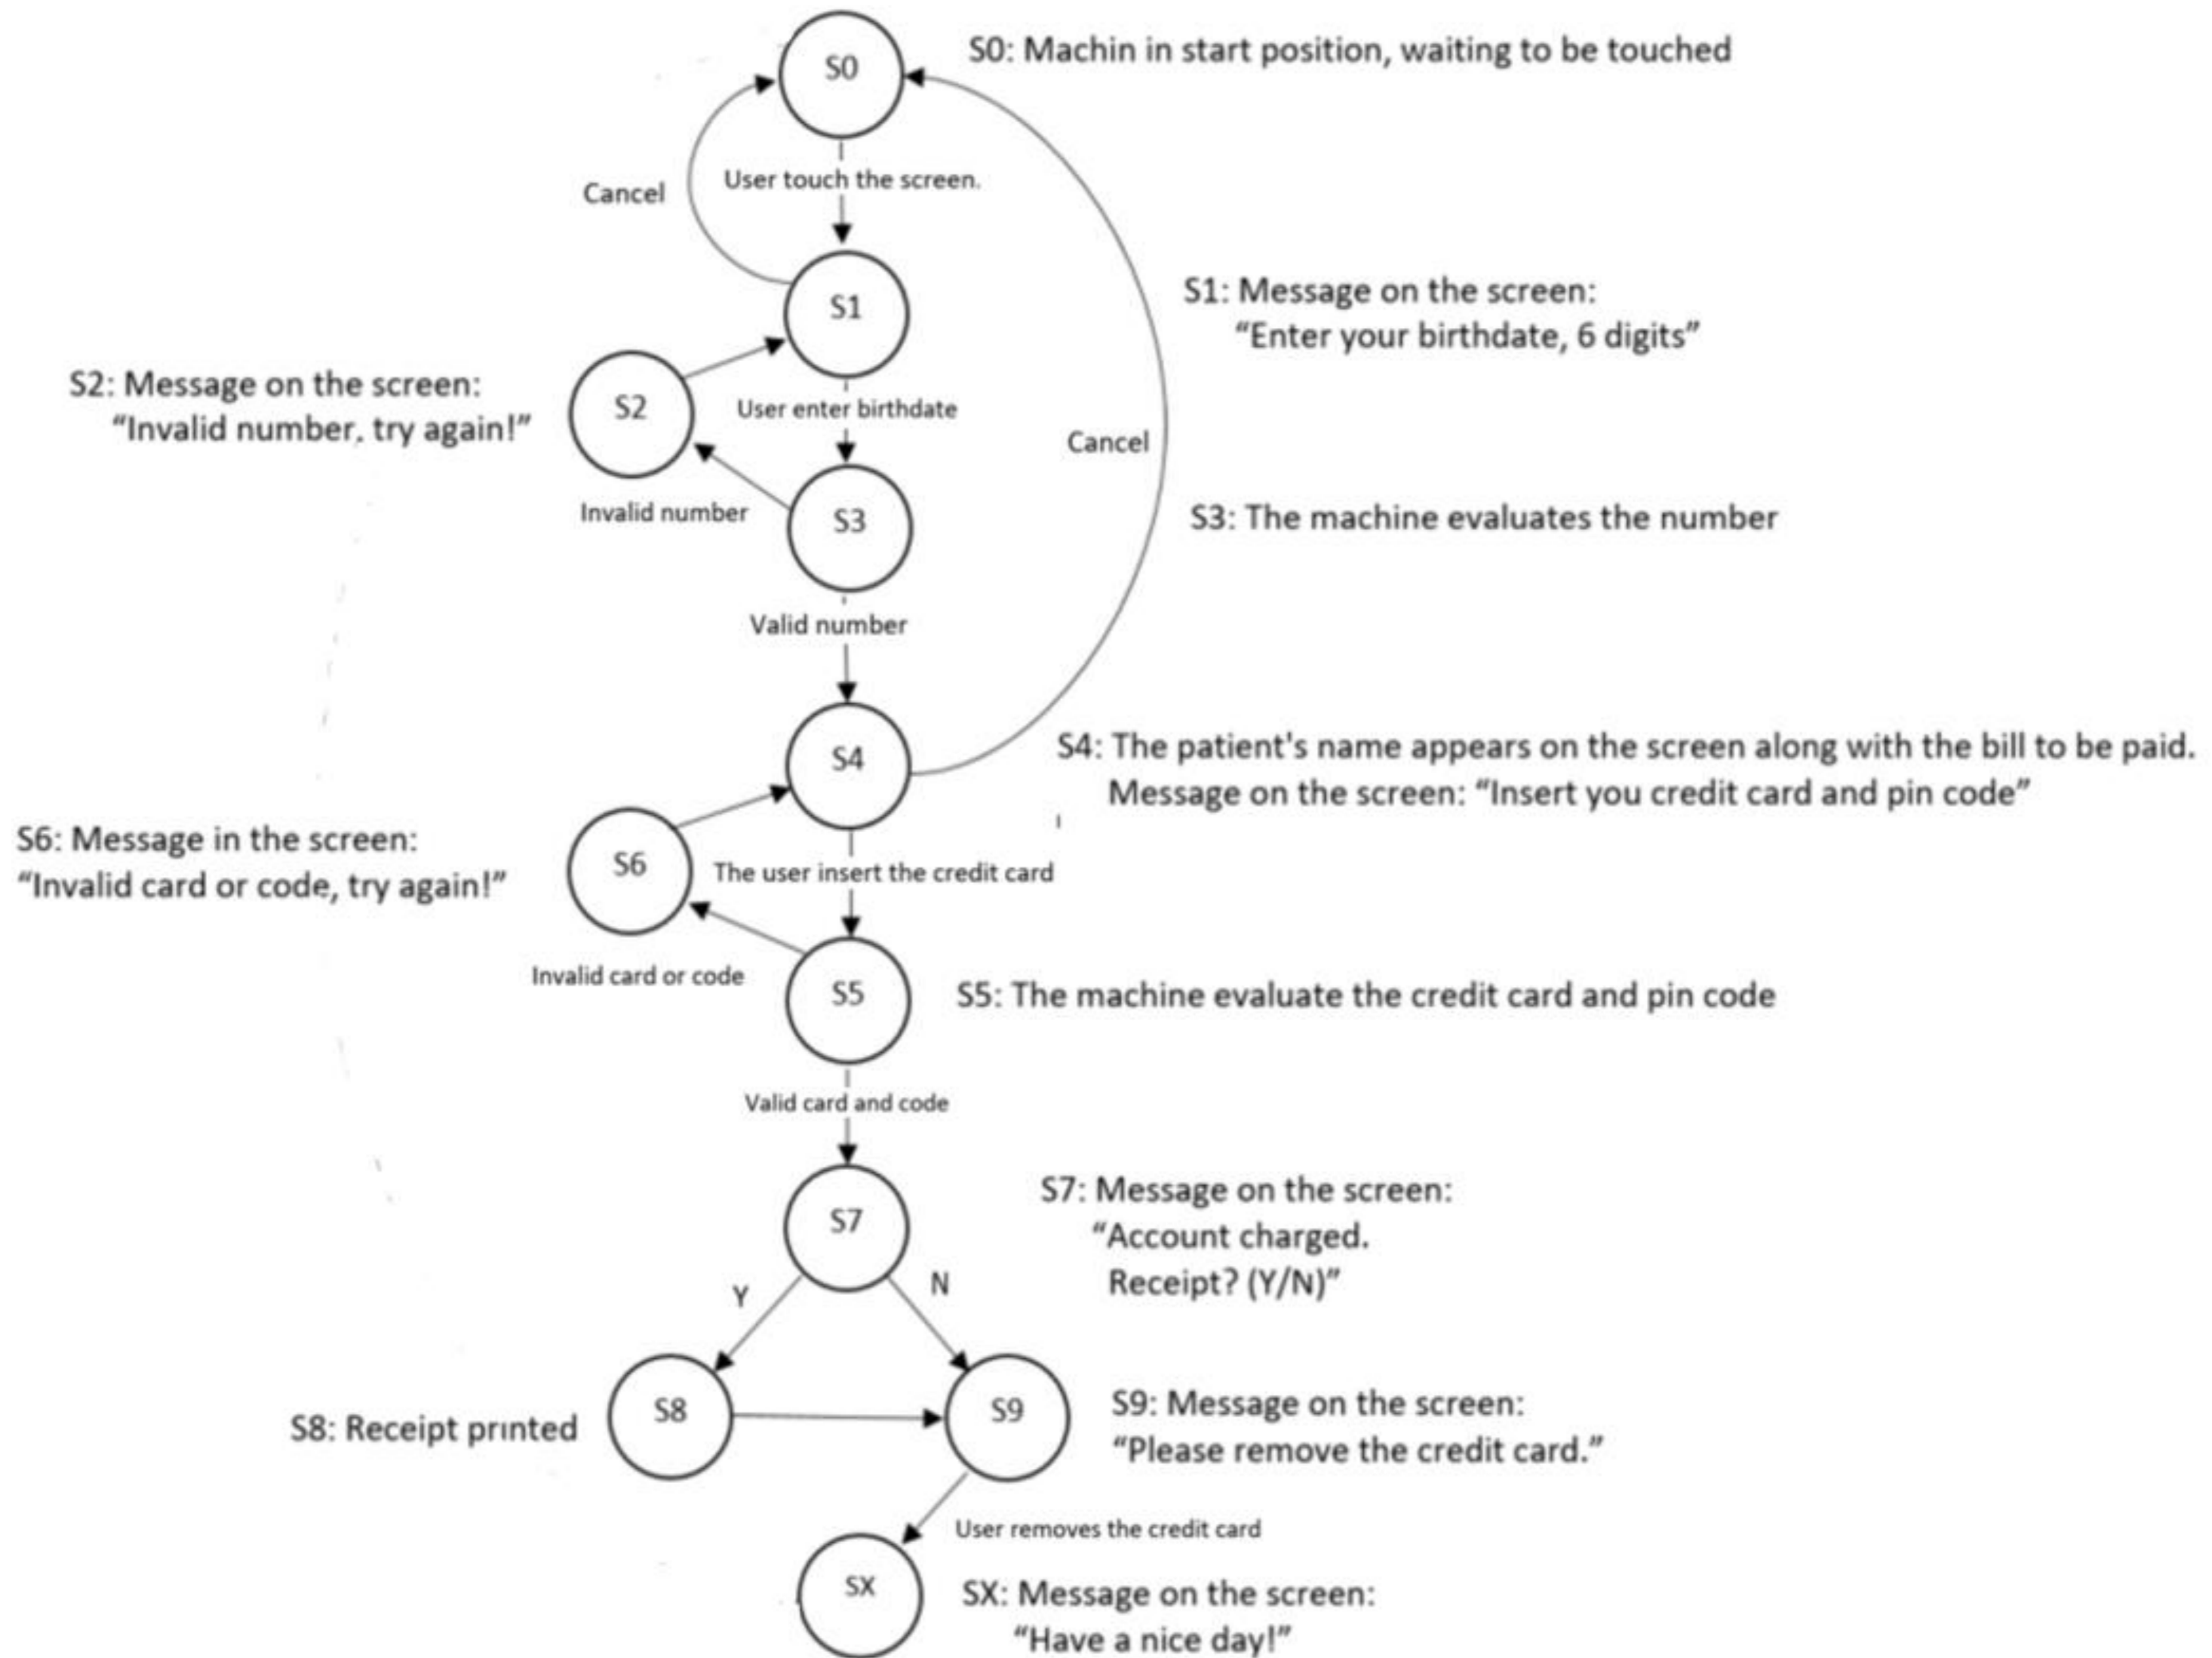 S0
S0: Machin in start position, waiting to be touched
Cancel
User touch the screen.
S1
S1: Message on the screen:
“Enter your birthdate, 6 digits”
S2: Message on the screen:
“Invalid number. try again!”
S2
User enter birthdate
Cancel
Invalid number
S3
S3: The machine evaluates the number
Valid number
S4
S4: The patient's name appears on the screen along with the bill to be paid.
Message on the screen: “Insert you credit card and pin code”
S6: Message in the screen:
“Invalid card or code, try again!”
S6
The user insert the credit card
Invalid card or code
S5
S5: The machine evaluate the credit card and pin code
Valid card and code
S7
S7: Message on the screen:
“Account charged.
Receipt? (Y/N)”
Y
N
S8: Receipt printed
S8
S9
S9: Message on the screen:
“Please remove the credit card.”
User removes the credit card
SX
SX: Message on the screen:
“Have a nice day!”